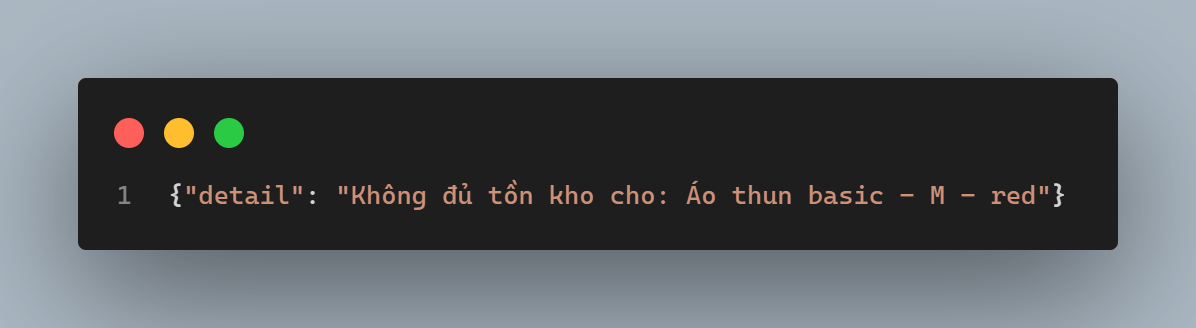 1 {"detail": "Không đủ tồn kho cho: Áo thun basic - M - red"}